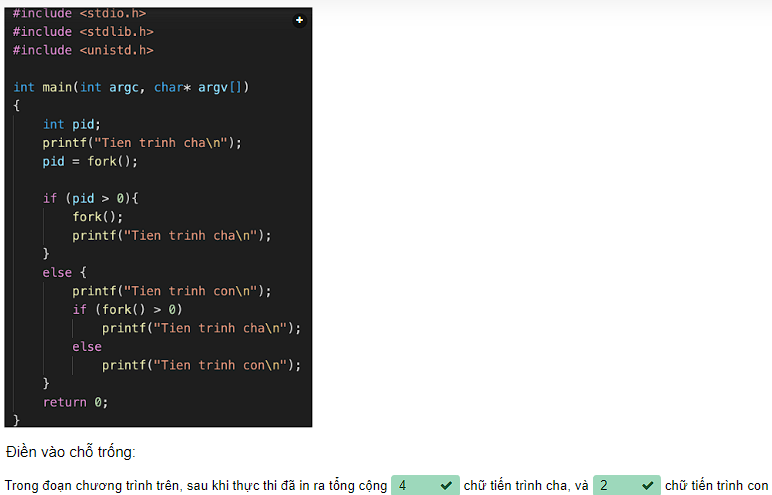 #include <stdio.h>
#include <stdlib.h>
#include <unistd.h>
int main(int argc, char* argv[])
{
    int pid;
    printf("Tien trinh cha\n");
    pid = fork();
    if (pid > 0){
        fork();
        printf("Tien trinh cha\n");
    }
    else {
        printf("Tien trinh con\n");
        if (fork() > 0)
            printf("Tien trinh cha\n");
        else
            printf("Tien trinh con\n");
    }
    return 0;
}
Điền vào chỗ trống:
Trong đoạn chương trình trên, sau khi thực thi đã in ra tổng cộng 4 chữ tiến trình cha, và 2 chữ tiến trình con